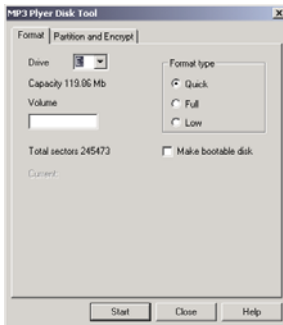 MP3 Plyer Disk Tool
Format Partition and Encrypt
Drive
Format type
Capacity 119.86 Mb
Quick
Volume
Full
Low
Total sectors 245473
Make bootable disk
Current:
Start Close Help